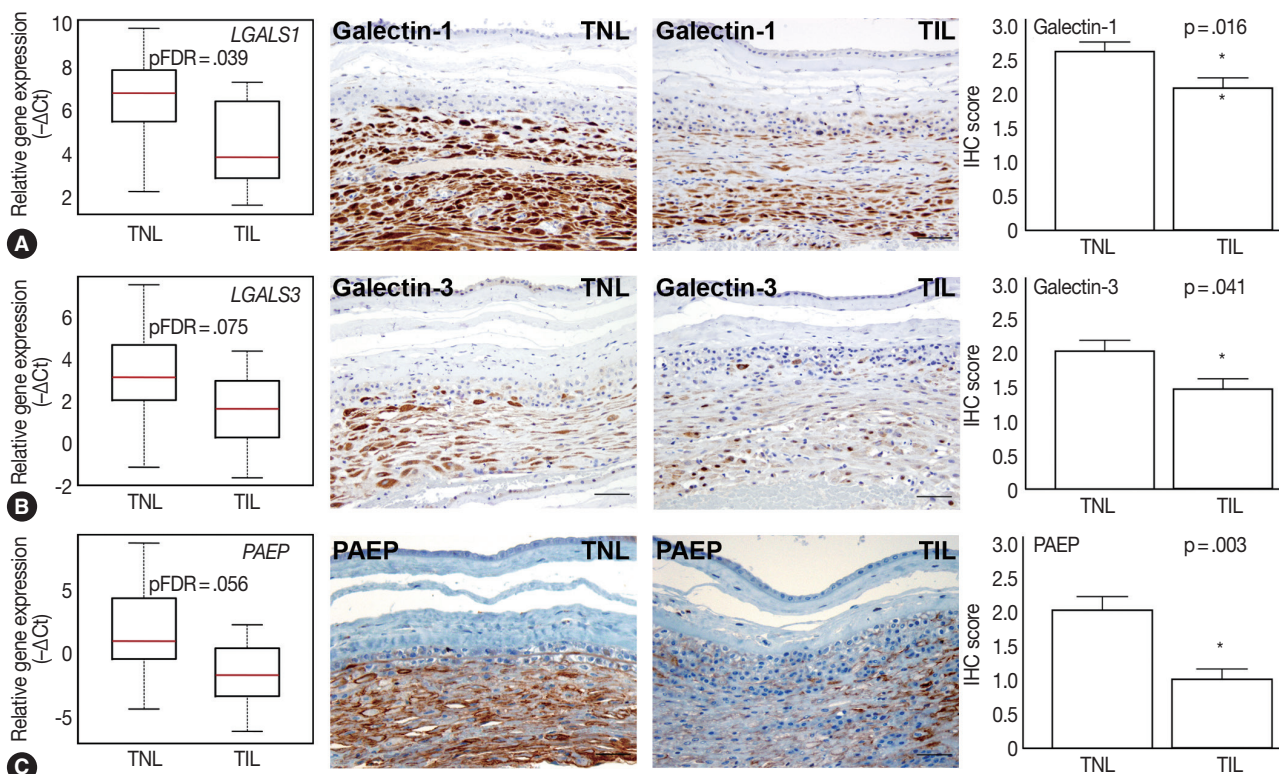 Relative gene expression
(–ΔCt)
10
8
6
4
2
LGALS1
pFDR = .039
TNL
TIL
A
Galectin-1
TNL
Galectin-1
TIL
IHC score
3.0
2.5
2.0
1.5
1.0
0.5
0
Galectin-1
p = .016
*
*
TNL
TIL
Relative gene expression
(–ΔCt)
6
4
2
0
-2
LGALS3
pFDR = .075
TNL
TIL
B
Galectin-3
TNL
Galectin-3
TIL
IHC score
3.0
2.5
2.0
1.5
1.0
0.5
0
Galectin-3
p = .041
*
TNL
TIL
Relative gene expression
(–ΔCt)
5
0
-5
PAEP
pFDR = .056
TNL
TIL
C
PAEP
TNL
PAEP
TIL
IHC score
3.0
2.5
2.0
1.5
1.0
0.5
0
PAEP
p = .003
*
TNL
TIL